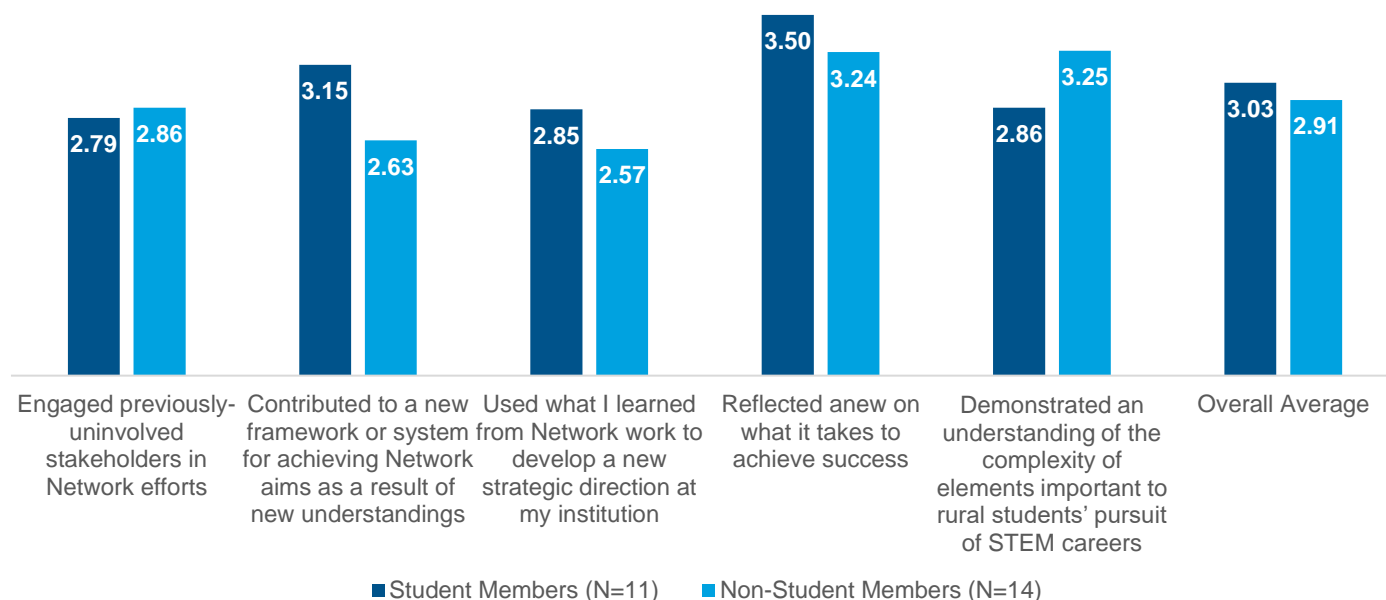 2.79
2.86
3.15
2.63
2.85
2.57
3.50
3.24
2.86
3.25
3.03
2.91
Engaged previously-
uninvolved
stakeholders in
Network efforts
Contributed to a new
framework or system
for achieving Network
aims as a result of
new understandings
Used what I learned
from Network work to
develop a new
strategic direction at
my institution
Reflected anew on
what it takes to
achieve success
Demonstrated an
understanding of the
complexity of
elements important to
rural students’ pursuit
of STEM careers
Overall Average
Student Members (N=11)
Non-Student Members (N=14)